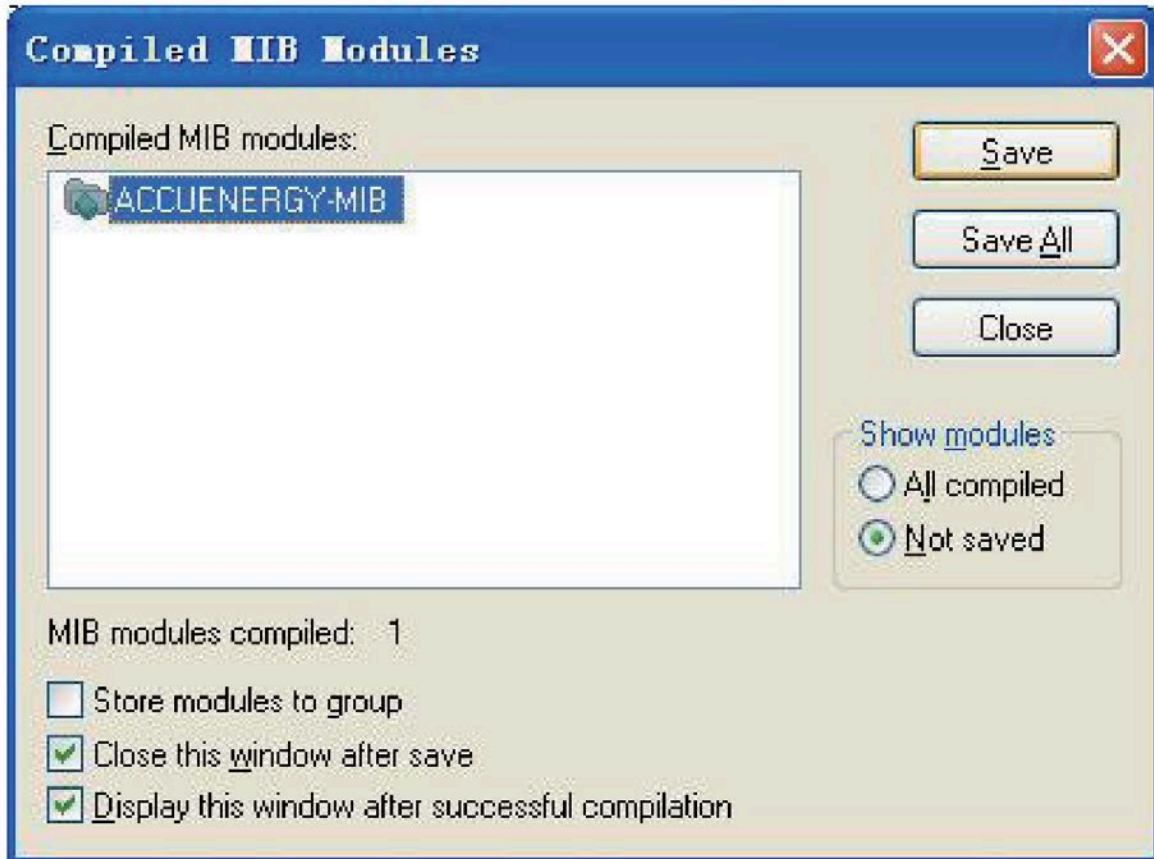 Compiled MIB Modules
Compiled MIB modules:
ACCUENERGY-MIB
Save
Save All
Close
Show modules
All compiled
Not saved
MIB modules compiled: 1
Store modules to group
Close this window after save
Display this window after successful compilation